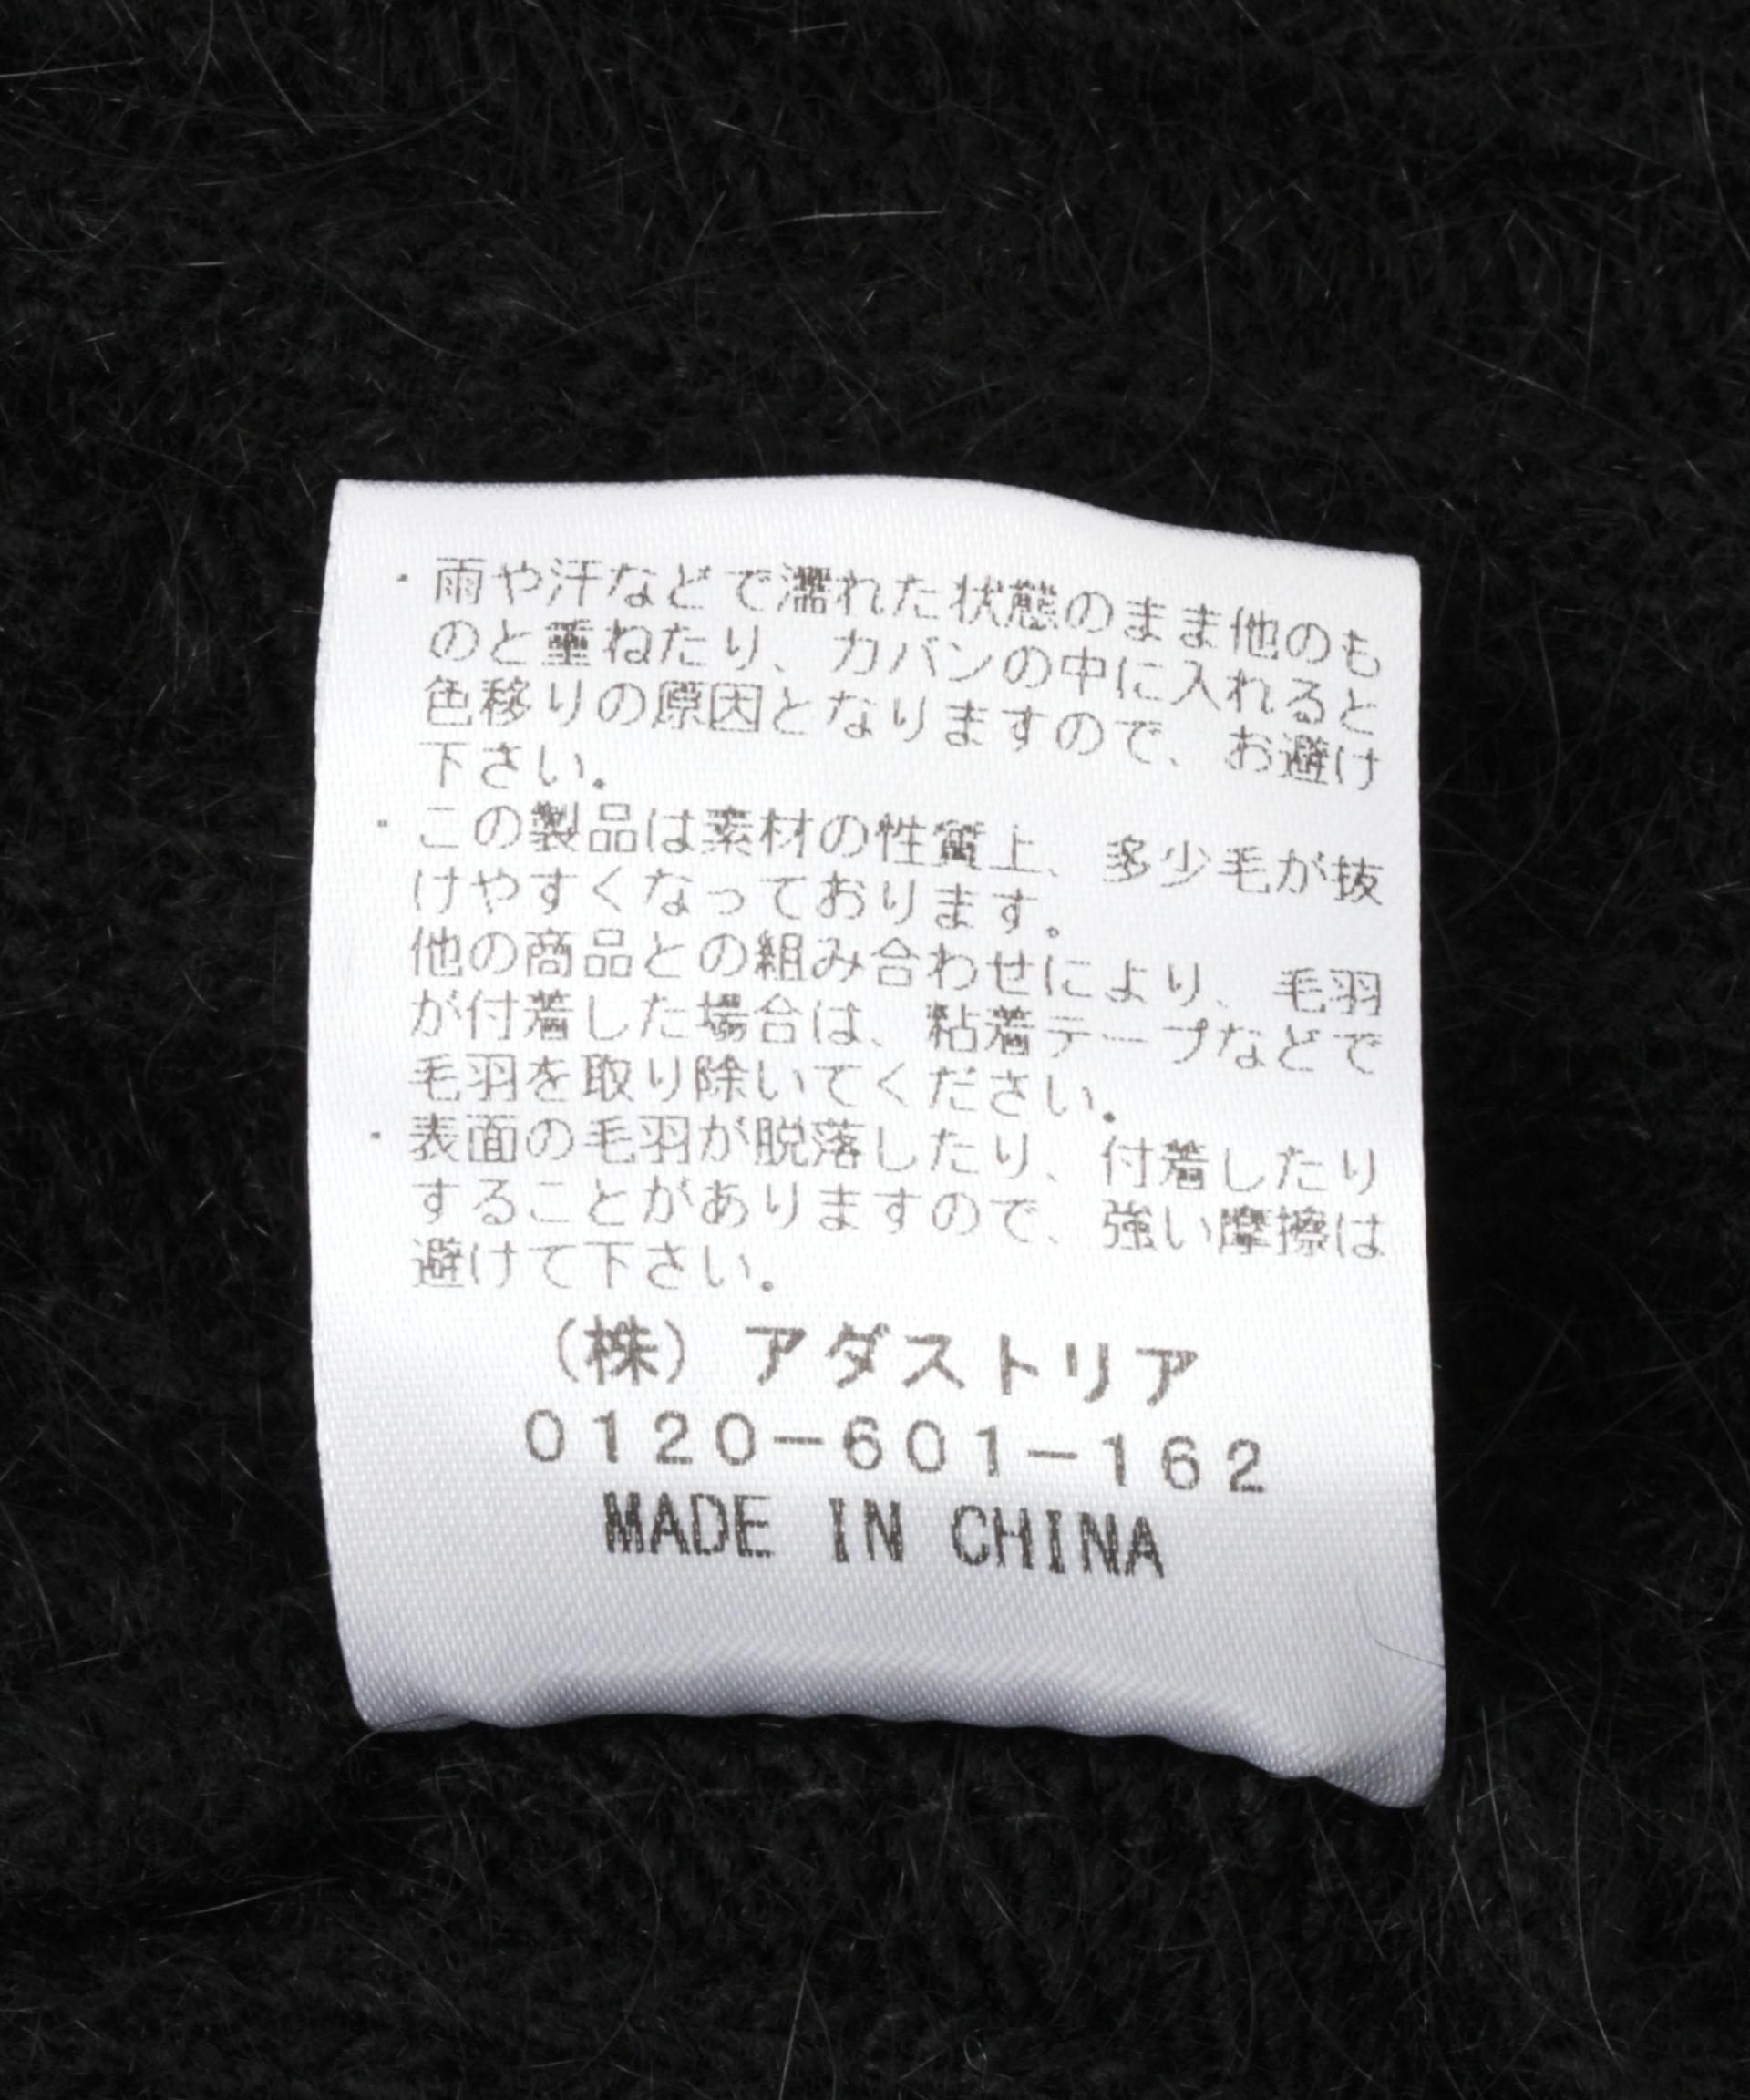 ・雨や汗などで濡れた状態のまま他のも
のと重ねたり、カバンの中に入れると
色移りの原因となりますので、お避け
下さい。
・この製品は素材の性質上、多少毛が抜
けやすくなっております。
他の商品との組み合わせにより、毛羽
が付着した場合は、粘着テープなどで
毛羽を取り除いてください。
・表面の毛羽が脱落したり、付着したり
することがありますので、強い摩擦は
避けて下さい。
（株）アダストリア
0120-601-162
MADE IN CHINA